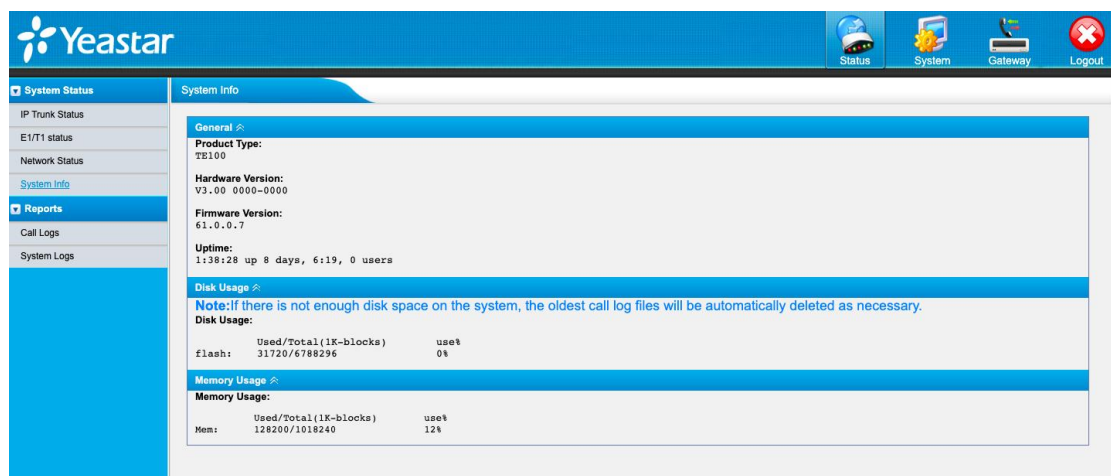 Yeastar
Status
System
Gateway
Logout
System Status
IP Trunk Status
E1/T1 status
Network Status
System Info
Reports
Call Logs
System Logs
System Info
General
Product Type:
TE100
Hardware Version:
V3.00 0000-0000
Firmware Version:
61.0.0.7
Uptime:
1:38:28 up 8 days, 6:19, 0 users
Disk Usage
Note:If there is not enough disk space on the system, the oldest call log files will be automatically deleted as necessary.
Disk Usage:
Used/Total(1K-blocks) use%
flash: 31720/6788296 0%
Memory Usage
Memory Usage:
Used/Total(1K-blocks) use%
Mem: 128200/1018240 12%